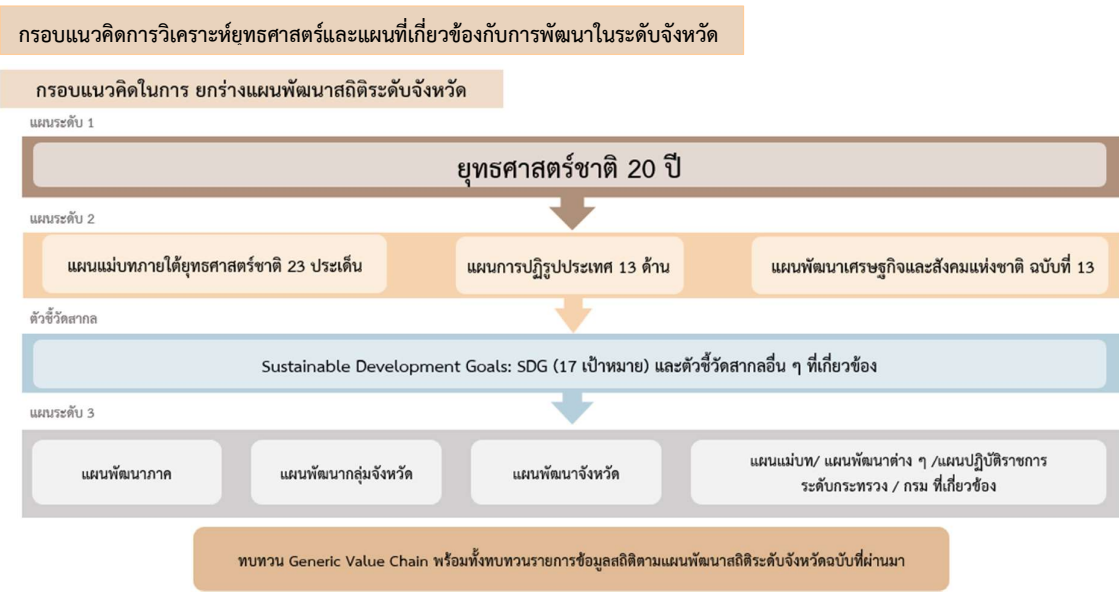 กรอบแนวคิดการวิเคราะห์ยุทธศาสตร์และแผนที่เกี่ยวข้องกับการพัฒนาในระดับจังหวัด
กรอบแนวคิดในการ ยกร่างแผนพัฒนาสถิติระดับจังหวัด
แผนระดับ 1
ยุทธศาสตร์ชาติ 20 ปี
แผนระดับ 2
แผนแม่บทภายใต้ยุทธศาสตร์ชาติ 23 ประเด็น
แผนการปฏิรูปประเทศ 13 ด้าน
แผนพัฒนาเศรษฐกิจและสังคมแห่งชาติ ฉบับที่ 13
ตัวชี้วัดสากล
Sustainable Development Goals: SDG (17 เป้าหมาย) และตัวชี้วัดสากลอื่น ๆ ที่เกี่ยวข้อง
แผนระดับ 3
แผนพัฒนาภาค
แผนพัฒนากลุ่มจังหวัด
แผนพัฒนาจังหวัด
แผนแม่บท/ แผนพัฒนาต่าง ๆ /แผนปฏิบัติราชการ
ระดับกระทรวง / กรม ที่เกี่ยวข้อง
ทบทวน Generic Value Chain พร้อมทั้งทบทวนรายการข้อมูลสถิติตามแผนพัฒนาสถิติระดับจังหวัดฉบับที่ผ่านมา